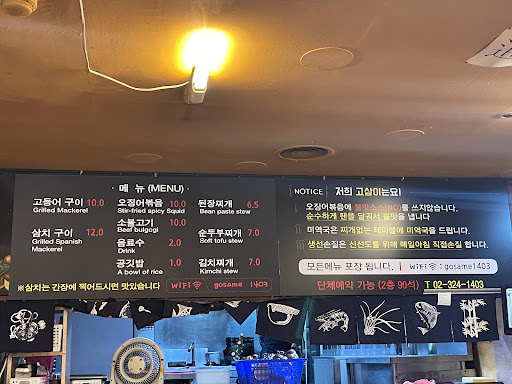 메 뉴 (MENU)
고등어 구이 10.0
Grilled Mackerel
삼치 구이 12.0
Grilled Spanish
Mackerel
오징어볶음 10.0
Stir-fried spicy Squid
소불고기 10.0
Beef bulgogi
음료수 2.0
Drink
공깃밥 1.0
A bowl of rice
된장찌개 6.5
Bean paste stew
순두부찌개 7.0
Soft tofu stew
김치찌개 7.0
Kimchi stew
※삼치는 간장에 찍어드시면 맛있습니다
WiFi gosame 1403
NOTICE 저희 고삼이는요!
오징어볶음에 불맛소스(NO)를 쓰지않습니다.
순수하게 팬을 달궈서 불맛을 냅니다
미역국은 찌개없는 테이블에 미역국을 드립니다.
생선손질은 신선도를 위해 매일아침 직접손질 합니다.
모든메뉴 포장 됩니다. WiFi : gosame1403
단체예약 가능 (2층 90석) T 02-324-1403